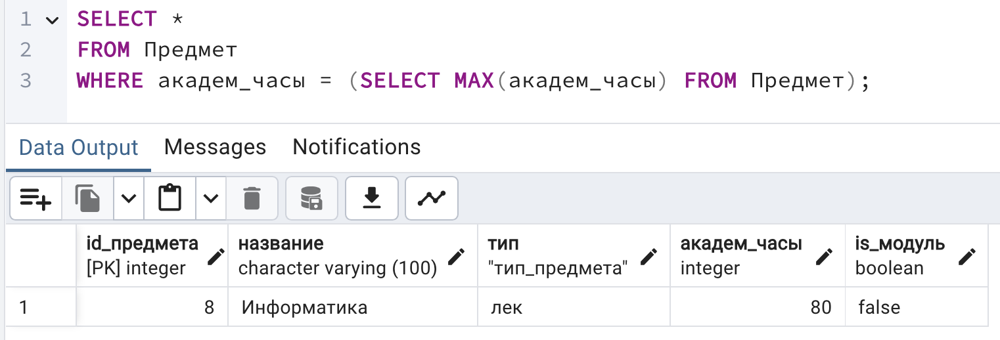 1 SELECT *
2 FROM Предмет
3 WHERE академ_часы = (SELECT MAX(академ_часы) FROM Предмет);
Data Output Messages Notifications
id_предмета название тип академ_часы is_модуль
[PK] integer character varying (100) "тип_предмета" integer boolean
1 8 Информатика лек 80 false